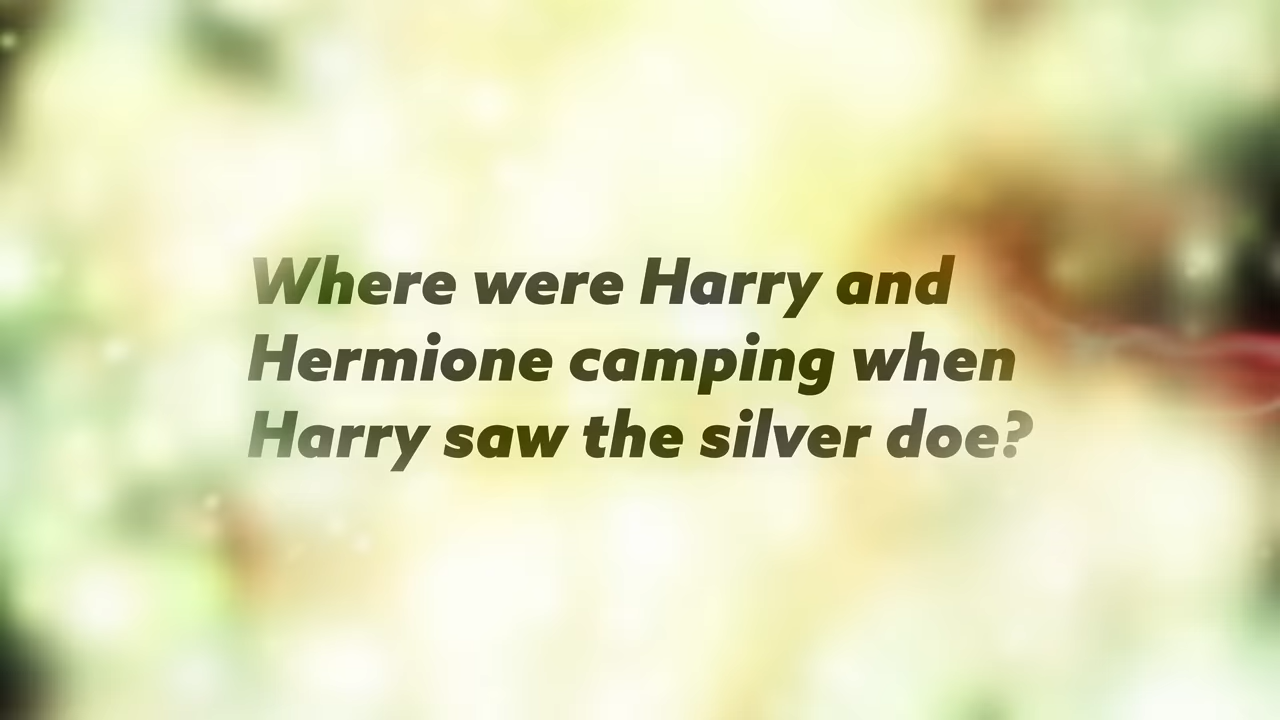 Where were Harry and
Hermione camping when
Harry saw the silver doe?